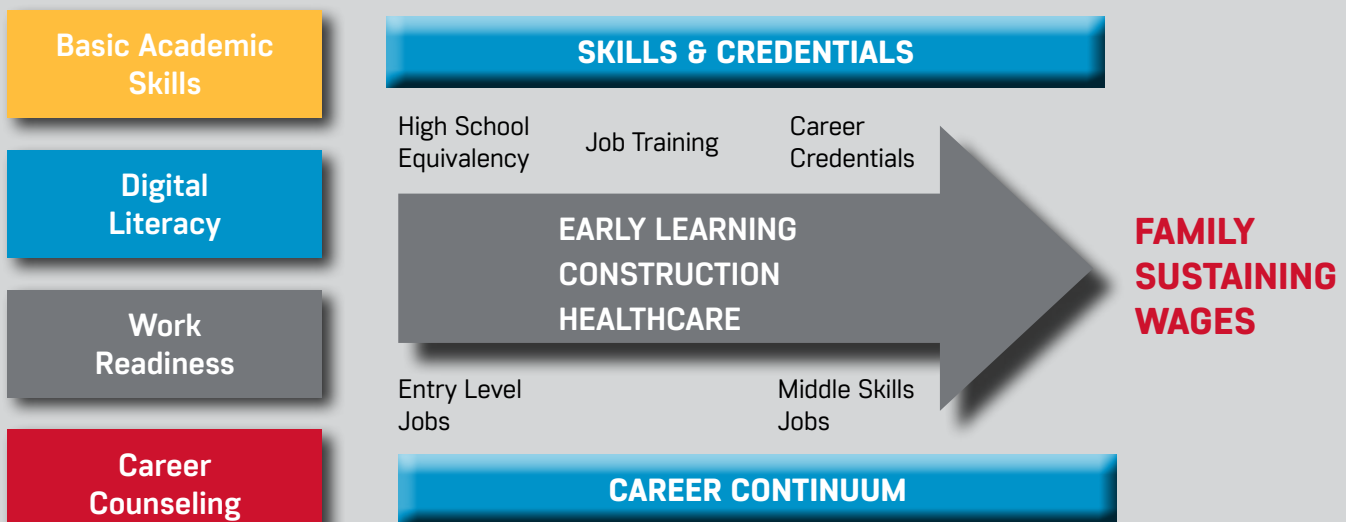 Basic Academic
Skills
Digital
Literacy
Work
Readiness
Career
Counseling
SKILLS & CREDENTIALS
High School
Equivalency
Job Training
Career
Credentials
EARLY LEARNING
CONSTRUCTION
HEALTHCARE
Entry Level
Jobs
Middle Skills
Jobs
CAREER CONTINUUM
FAMILY
SUSTAINING
WAGES